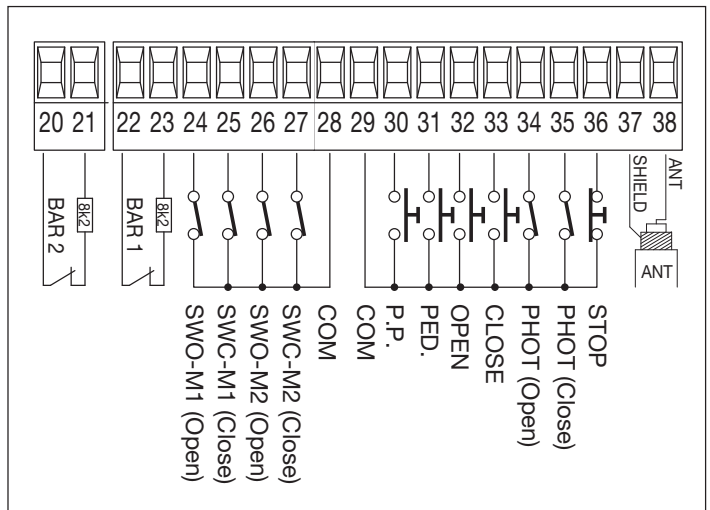 20 21 22 23 24 25 26 27 28 29 30 31 32 33 34 35 36 37 38
BAR 2
8k2
BAR 1
8k2
SHIELD
ANT
ANT
SWO-M1 (Open)
SWC-M1 (Close)
SWO-M2 (Open)
SWC-M2 (Close)
COM
COM
P.P.
PED.
OPEN
CLOSE
PHOT (Open)
PHOT (Close)
STOP